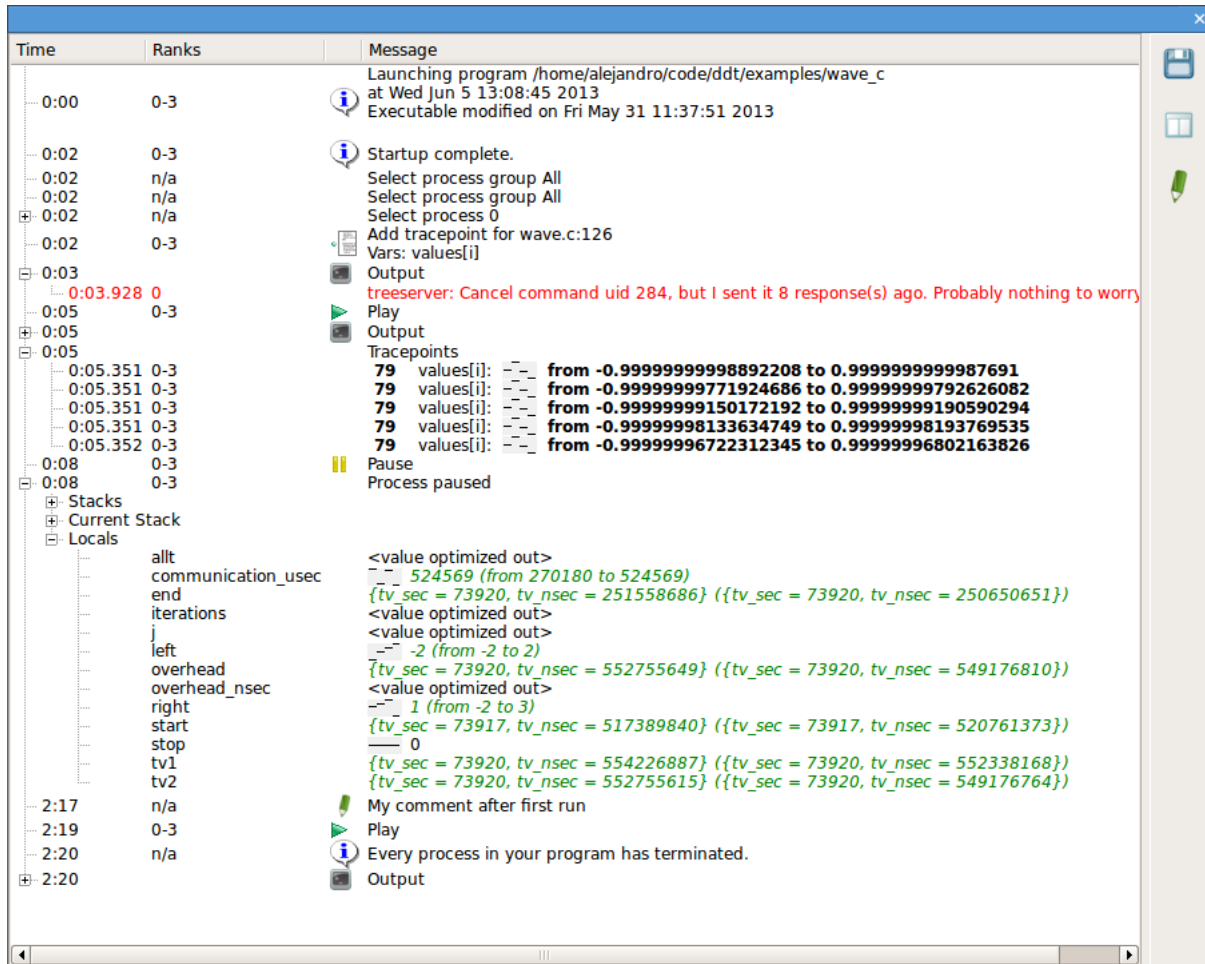 Time Ranks Message
Launching program /home/alejandro/code/ddt/examples/wave_c
0:00 0-3 at Wed Jun 5 13:08:45 2013
Executable modified on Fri May 31 11:37:51 2013
0:02 0-3 Startup complete.
0:02 n/a Select process group All
0:02 n/a Select process group All
0:02 n/a Select process 0
0:02 0-3 Add tracepoint for wave.c:126
Vars: values[i]
0:03 Output
0:03.928 0 treeserver: Cancel command uid 284, but I sent it 8 response(s) ago. Probably nothing to worry
0:05 0-3 Play
0:05 Output
0:05 Tracepoints
0:05.351 0-3 79 values[i]: from -0.99999999998892208 to 0.9999999999987691
0:05.351 0-3 79 values[i]: from -0.99999999771924686 to 0.99999999792626082
0:05.351 0-3 79 values[i]: from -0.99999999150172192 to 0.99999999190590294
0:05.351 0-3 79 values[i]: from -0.99999998133634749 to 0.99999998193769535
0:05.352 0-3 79 values[i]: from -0.99999996722312345 to 0.99999996802163826
0:08 0-3 Pause
0:08 0-3 Process paused
Stacks
Current Stack
Locals
allt <value optimized out>
communication_usec 524569 (from 270180 to 524569)
end {tv_sec = 73920, tv_nsec = 251558686} ({tv_sec = 73920, tv_nsec = 250650651})
iterations <value optimized out>
j <value optimized out>
left -2 (from -2 to 2)
overhead {tv_sec = 73920, tv_nsec = 552755649} ({tv_sec = 73920, tv_nsec = 549176810})
overhead_nsec <value optimized out>
right 1 (from -2 to 3)
start {tv_sec = 73917, tv_nsec = 517389840} ({tv_sec = 73917, tv_nsec = 520761373})
stop 0
tv1 {tv_sec = 73920, tv_nsec = 554226887} ({tv_sec = 73920, tv_nsec = 552338168})
tv2 {tv_sec = 73920, tv_nsec = 552755615} ({tv_sec = 73920, tv_nsec = 549176764})
2:17 n/a My comment after first run
2:19 0-3 Play
2:20 n/a Every process in your program has terminated.
2:20 Output